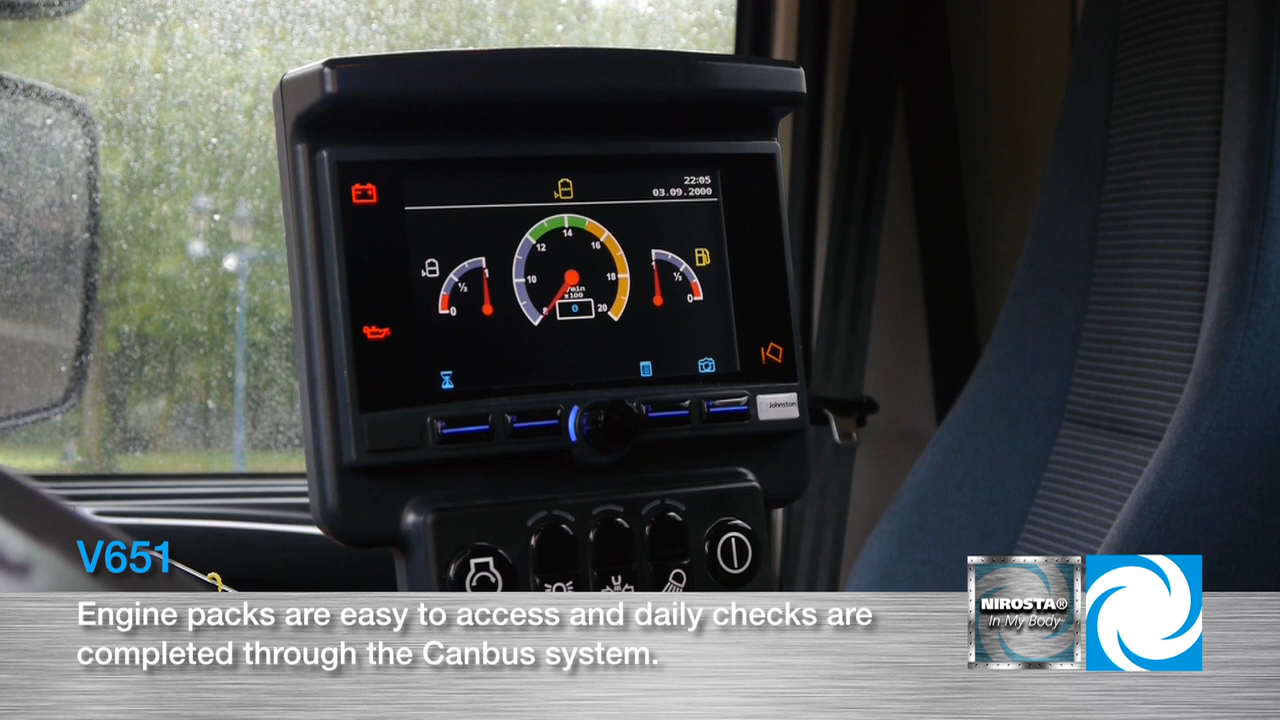 22:05
03.09.2000
14
12
16
10
18
/min
x100
8
20
0
1
½
0
1
½
0
Johnston
V651
Engine packs are easy to access and daily checks are
completed through the Canbus system.
NIROSTA®
In My Body